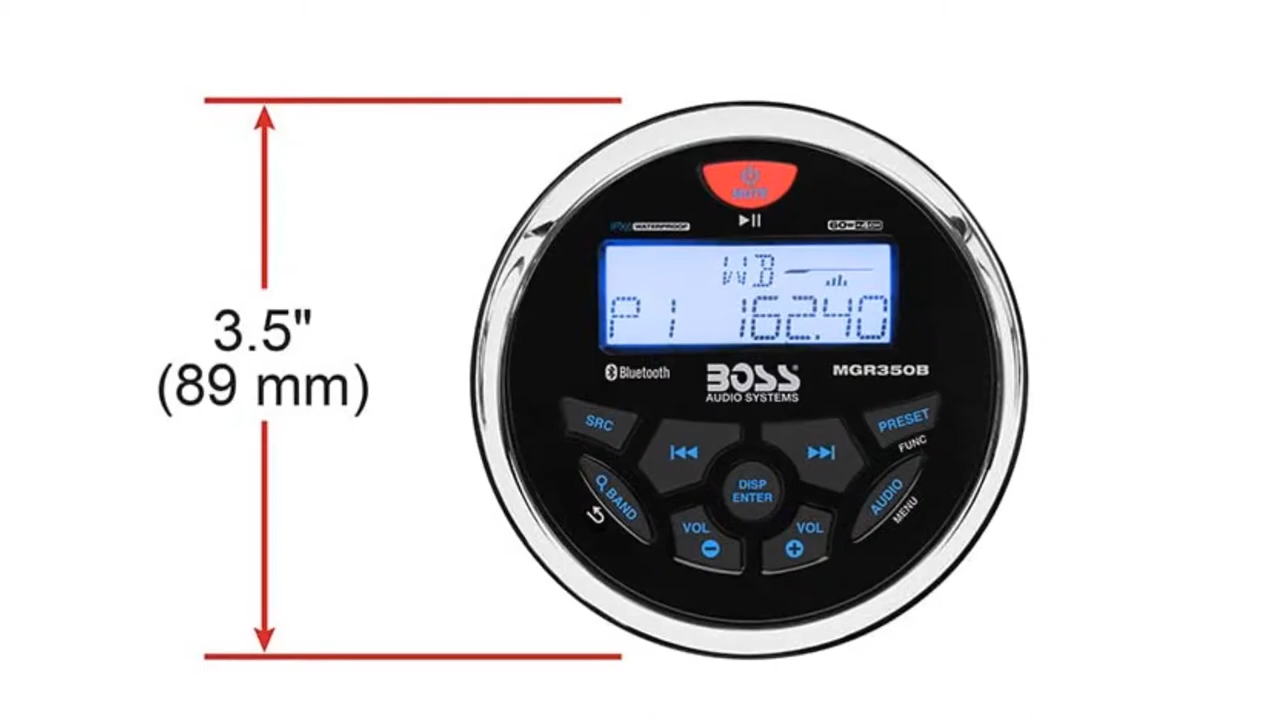 3.5"
(89 mm)
MUTE
WATERPROOF
WB
P1 162.40
Bluetooth
BOSS
AUDIO SYSTEMS
MGR350B
SRC
PRESET
FUNC
BAND
DISP
ENTER
AUDIO
MENU
VOL
VOL